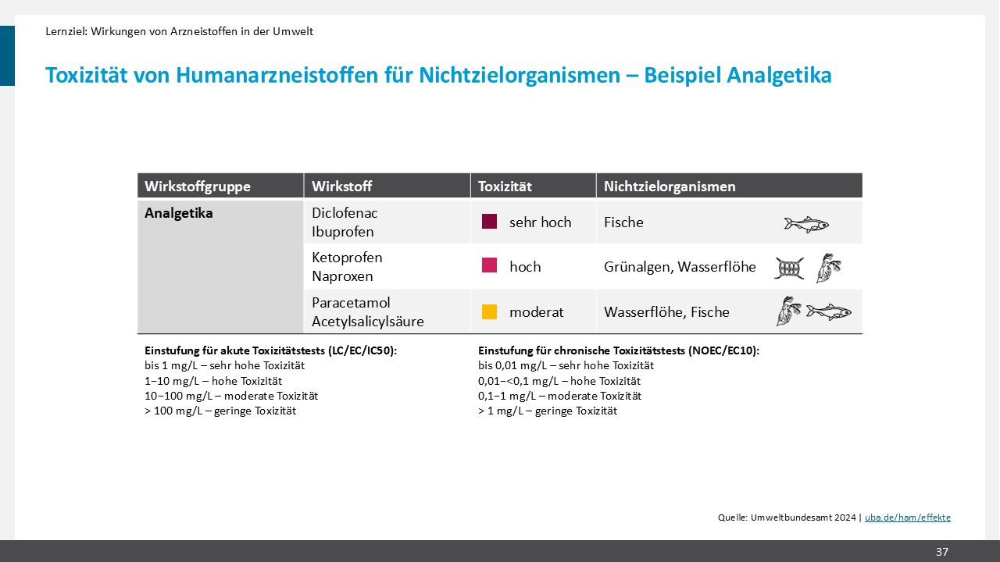 Lernziel: Wirkungen von Arzneistoffen in der Umwelt
Toxizität von Humanarzneistoffen für Nichtzielorganismen – Beispiel Analgetika
Wirkstoffgruppe Wirkstoff Toxizität Nichtzielorganismen
Analgetika
Diclofenac
Ibuprofen
sehr hoch
Fische
Ketoprofen
Naproxen
hoch
Grünalgen, Wasserflöhe
Paracetamol
Acetylsalicylsäure
moderat
Wasserflöhe, Fische
Einstufung für akute Toxizitätstests (LC/EC/IC50):
bis 1 mg/L – sehr hohe Toxizität
1–10 mg/L – hohe Toxizität
10–100 mg/L – moderate Toxizität
> 100 mg/L – geringe Toxizität
Einstufung für chronische Toxizitätstests (NOEC/EC10):
bis 0,01 mg/L – sehr hohe Toxizität
0,01–<0,1 mg/L – hohe Toxizität
0,1–1 mg/L – moderate Toxizität
> 1 mg/L – geringe Toxizität
Quelle: Umweltbundesamt 2024 | uba.de/ham/effekte
37